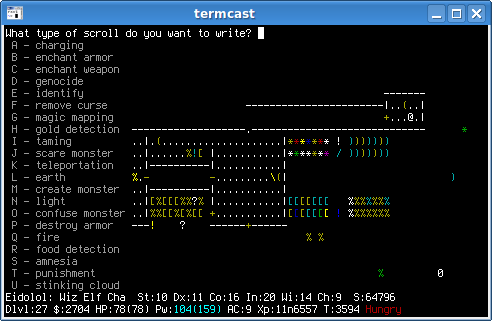 termcast
What type of scroll do you want to write?
A - charging
B - enchant armor
C - enchant weapon
D - genocide
E - identify
F - remove curse
G - magic mapping
H - gold detection
I - taming
J - scare monster
K - teleportation
L - earth
M - create monster
N - light
O - confuse monster
P - destroy armor
Q - fire
R - food detection
S - amnesia
T - punishment
U - stinking cloud
Eidolol: Wiz Elf Cha St:10 Dx:11 Co:16 In:20 Wi:14 Ch:9 S:64796
Dlvl:27 $:2704 HP:78(78) Pw:104(159) AC:9 Xp:11n6557 T:3594 Hungry